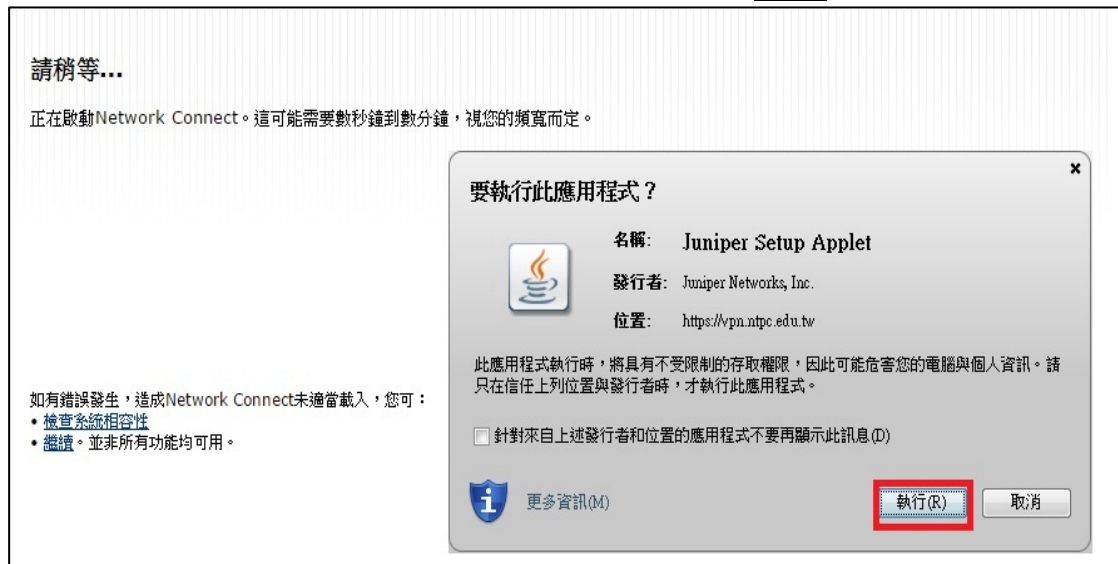 請稍等...
正在啟動Network Connect。這可能需要數秒鐘到數分鐘，視您的頻寬而定。
要執行此應用程式？
名稱: Juniper Setup Applet
發行者: Juniper Networks, Inc.
位置: https://vpn.ntpc.edu.tw
此應用程式執行時，將具有不受限制的存取權限，因此可能危害您的電腦與個人資訊。請
只在信任上列位置與發行者時，才執行此應用程式。
針對來自上述發行者和位置的應用程式不要再顯示此訊息(D)
更多資訊(M)
執行(R)
取消
如有錯誤發生，造成Network Connect未適當載入，您可：
• 檢查系統相容性
• 繼續。並非所有功能均可用。